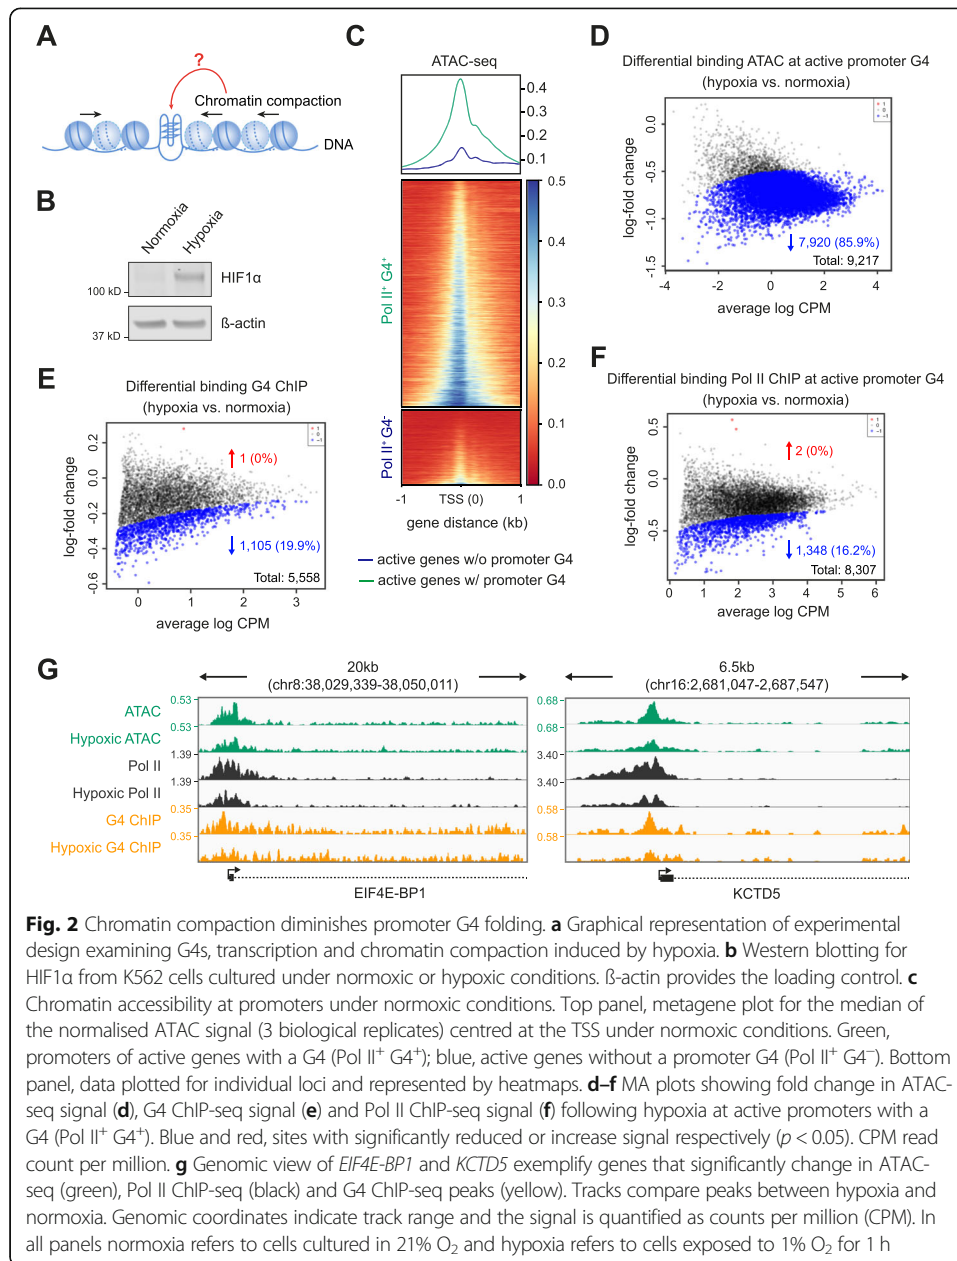 A
?
Chromatin compaction
DNA
B
Normoxia
Hypoxia
HIF1α
100 kD
ß-actin
37 kD
C
ATAC-seq
0.4
0.3
0.2
0.1
Pol II⁺ G4⁺
Pol II⁺G4⁻
0.5
0.4
0.3
0.2
0.1
0.0
-1
TSS (0)
1
gene distance (kb)
active genes w/o promoter G4
active genes w/ promoter G4
D
Differential binding ATAC at active promoter G4
(hypoxia vs. normoxia)
1
0
−1
log-fold change
0.0
-0.5
-1.0
-1.5
7,920 (85.9%)
Total: 9,217
-4 -2 0 2 4
average log CPM
E
Differential binding G4 ChIP
(hypoxia vs. normoxia)
1
0
−1
log-fold change
0.2
0.0
-0.2
-0.4
-0.6
1 (0%)
1,105 (19.9%)
Total: 5,558
0 1 2 3
average log CPM
F
Differential binding Pol II ChIP at active promoter G4
(hypoxia vs. normoxia)
1
0
−1
log-fold change
0.5
0.0
-0.5
2 (0%)
1,348 (16.2%)
Total: 8,307
0 1 2 3 4 5 6
average log CPM
G
20kb
(chr8:38,029,339-38,050,011)
6.5kb
(chr16:2,681,047-2,687,547)
ATAC 0.53 0.68
Hypoxic ATAC 0.53 0.68
Pol II 1.39 3.40
Hypoxic Pol II 1.39 3.40
G4 ChIP 0.35 0.58
Hypoxic G4 ChIP 0.35 0.58
EIF4E-BP1
KCTD5
Fig. 2 Chromatin compaction diminishes promoter G4 folding. a Graphical representation of experimental
design examining G4s, transcription and chromatin compaction induced by hypoxia. b Western blotting for
HIF1α from K562 cells cultured under normoxic or hypoxic conditions. ß-actin provides the loading control. c
Chromatin accessibility at promoters under normoxic conditions. Top panel, metagene plot for the median of
the normalised ATAC signal (3 biological replicates) centred at the TSS under normoxic conditions. Green,
promoters of active genes with a G4 (Pol II⁺ G4⁺); blue, active genes without a promoter G4 (Pol II⁺ G4⁻). Bottom
panel, data plotted for individual loci and represented by heatmaps. d–f MA plots showing fold change in ATAC-
seq signal (d), G4 ChIP-seq signal (e) and Pol II ChIP-seq signal (f) following hypoxia at active promoters with a
G4 (Pol II⁺ G4⁺). Blue and red, sites with significantly reduced or increase signal respectively (p < 0.05). CPM read
count per million. g Genomic view of EIF4E-BP1 and KCTD5 exemplify genes that significantly change in ATAC-
seq (green), Pol II ChIP-seq (black) and G4 ChIP-seq peaks (yellow). Tracks compare peaks between hypoxia and
normoxia. Genomic coordinates indicate track range and the signal is quantified as counts per million (CPM). In
all panels normoxia refers to cells cultured in 21% O₂ and hypoxia refers to cells exposed to 1% O₂ for 1 h